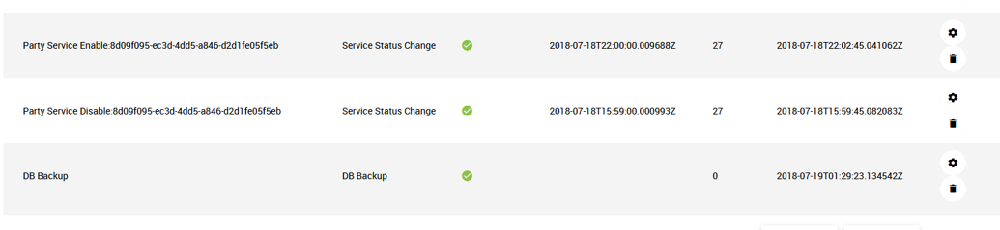 Party Service Enable:8d09f095-ec3d-4dd5-a846-d2d1fe05f5eb Service Status Change 2018-07-18T22:00:00.009688Z 27 2018-07-18T22:02:45.041062Z
Party Service Disable:8d09f095-ec3d-4dd5-a846-d2d1fe05f5eb Service Status Change 2018-07-18T15:59:00.000993Z 27 2018-07-18T15:59:45.082083Z
DB Backup DB Backup 0 2018-07-19T01:29:23.134542Z